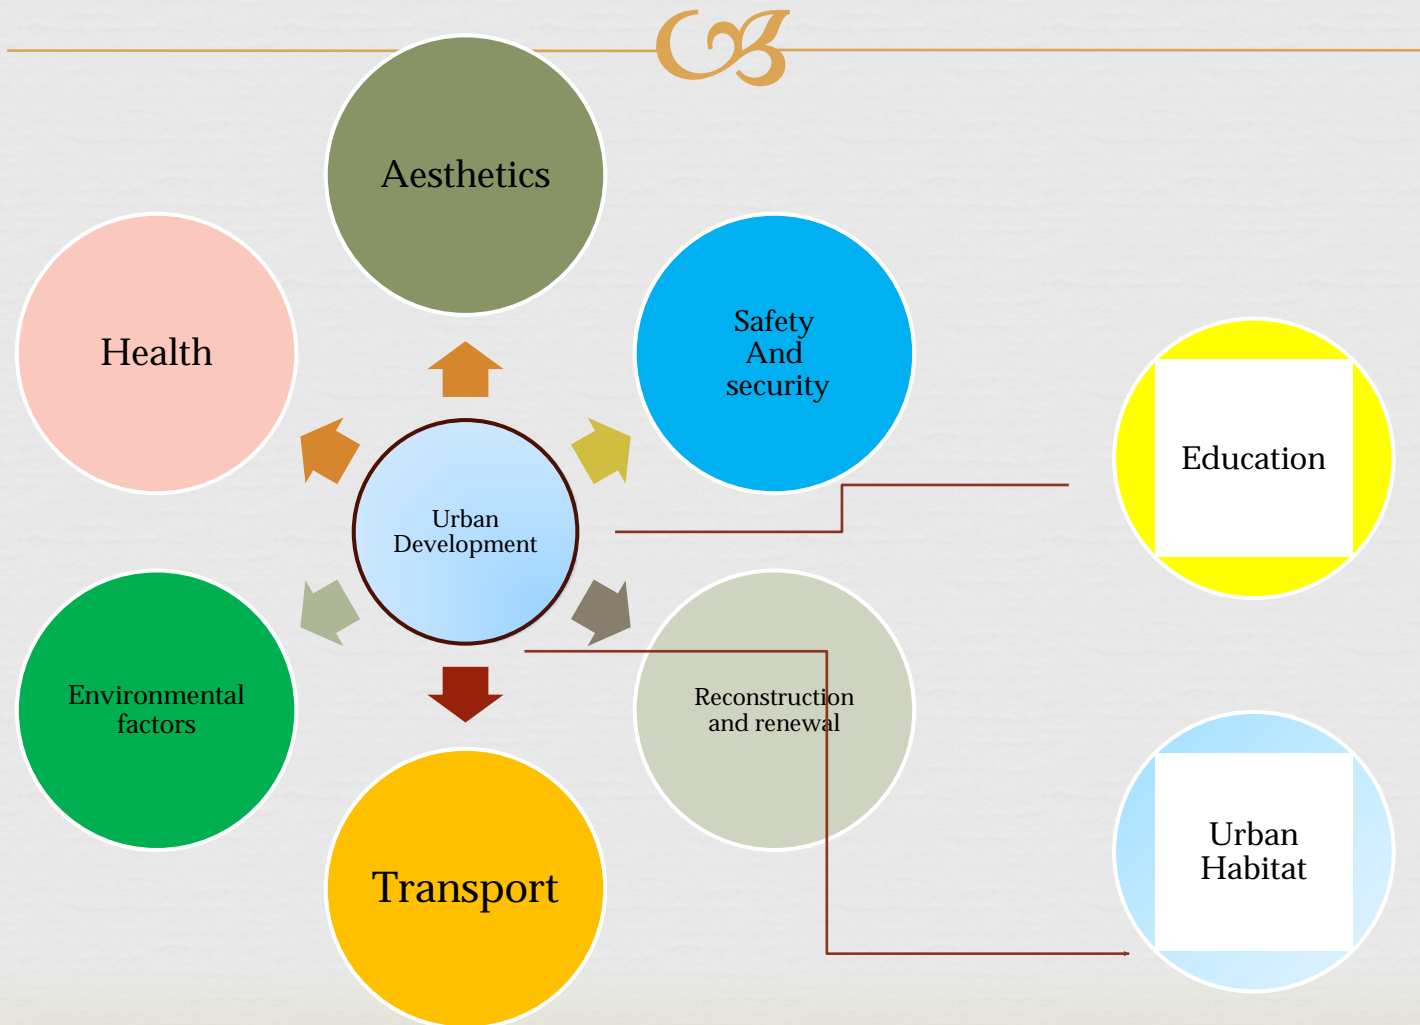 Aesthetics
Health
Safety
And
security
Education
Urban
Development
Environmental
factors
Reconstruction
and renewal
Transport
Urban
Habitat